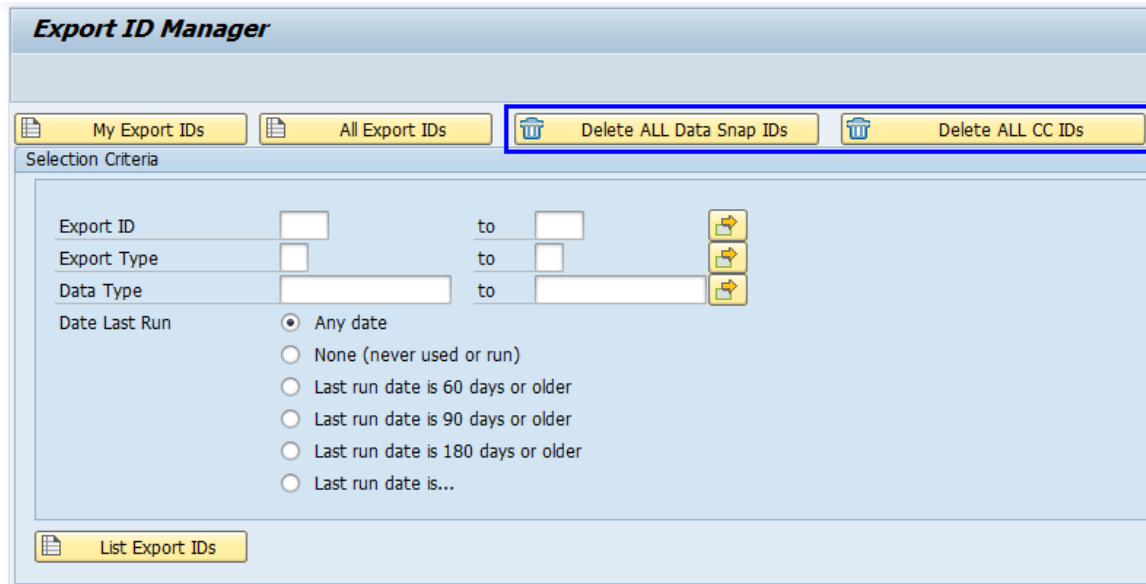 Export ID Manager
My Export IDs All Export IDs Delete ALL Data Snap IDs Delete ALL CC IDs
Selection Criteria
Export ID to
Export Type to
Data Type to
Date Last Run Any date
None (never used or run)
Last run date is 60 days or older
Last run date is 90 days or older
Last run date is 180 days or older
Last run date is...
List Export IDs